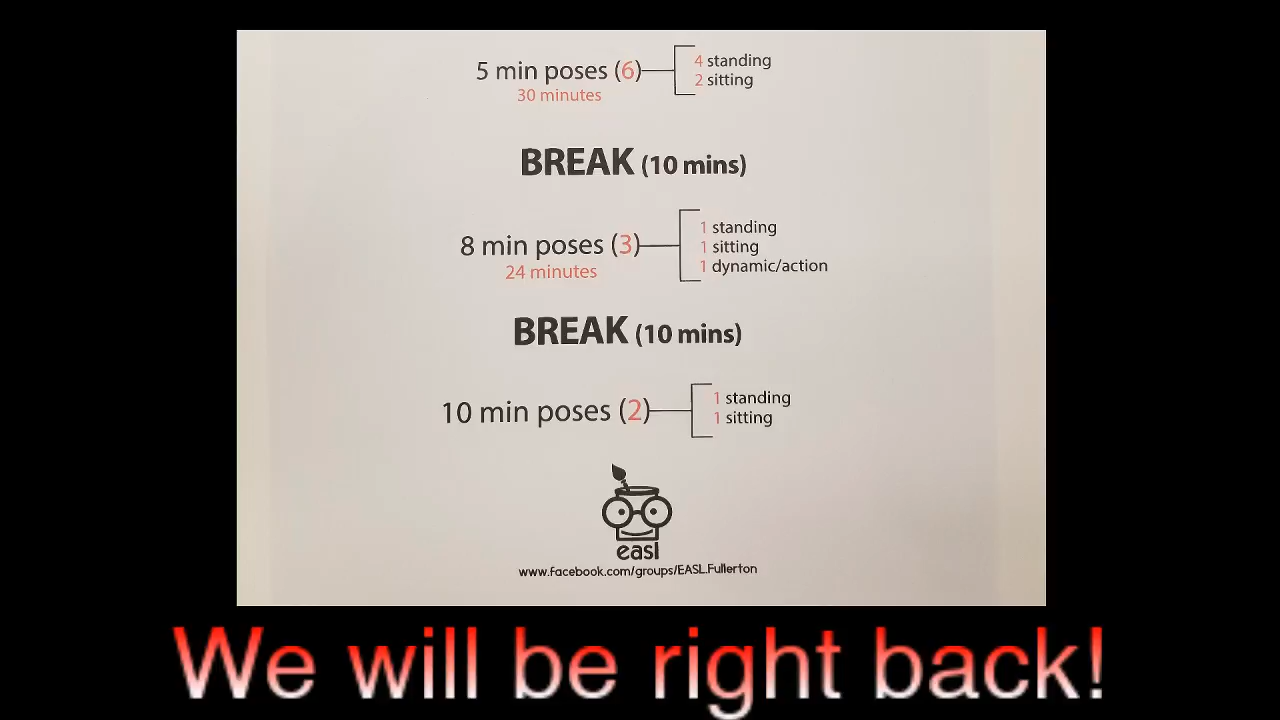 5 min poses (6)
4 standing
2 sitting
30 minutes
BREAK (10 mins)
8 min poses (3)
1 standing
1 sitting
1 dynamic/action
24 minutes
BREAK (10 mins)
10 min poses (2)
1 standing
1 sitting
easl
www.facebook.com/groups/EASL.Fullerton
We will be right back!